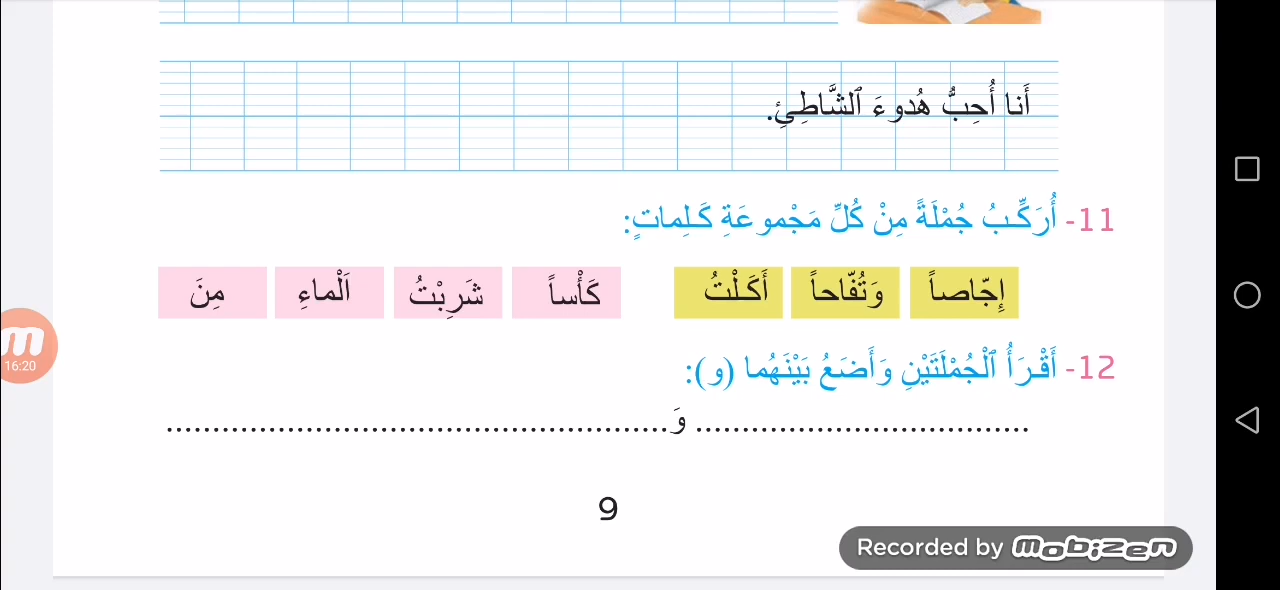 أَنا أُحِبُّ هُدوءَ ٱلشَّاطِئِ.
11- أُرَكِّبُ جُمْلَةً مِنْ كُلِّ مَجْموعَةِ كَلِماتٍ:
إِجّاصاً وَتُفّاحاً أَكَلْتُ كَأْساً شَرِبْتُ اَلْماءِ مِنَ
12- أَقْرَأُ ٱلْجُمْلَتَيْنِ وَأَضَعُ بَيْنَهُما (و):
.................................... وَ......................................................
9
16:20
Recorded by Mobizen